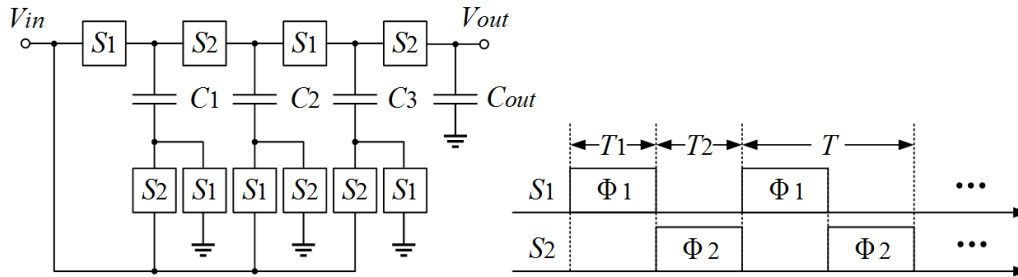 Vin
S1 S2 S1 S2
Vout
C1 C2 C3 Cout
S2 S1 S1 S2 S2 S1
T1 T2 T
S1 Φ1 Φ1 •••
S2 Φ2 Φ2 •••